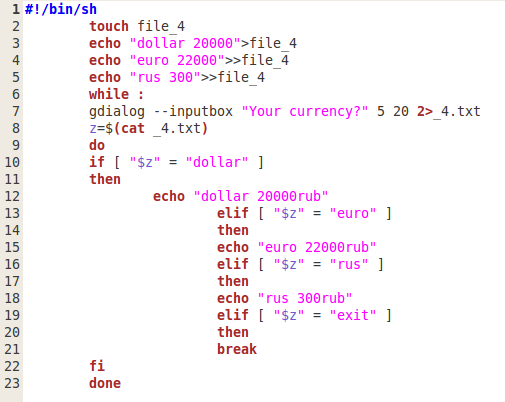 1 #!/bin/sh
2 touch file_4
3 echo "dollar 20000">file_4
4 echo "euro 22000">>file_4
5 echo "rus 300">>file_4
6 while :
7 gdialog --inputbox "Your currency?" 5 20 2>_4.txt
8 z=$(cat _4.txt)
9 do
10 if [ "$z" = "dollar" ]
11 then
12 echo "dollar 20000rub"
13 elif [ "$z" = "euro" ]
14 then
15 echo "euro 22000rub"
16 elif [ "$z" = "rus" ]
17 then
18 echo "rus 300rub"
19 elif [ "$z" = "exit" ]
20 then
21 break
22 fi
23 done